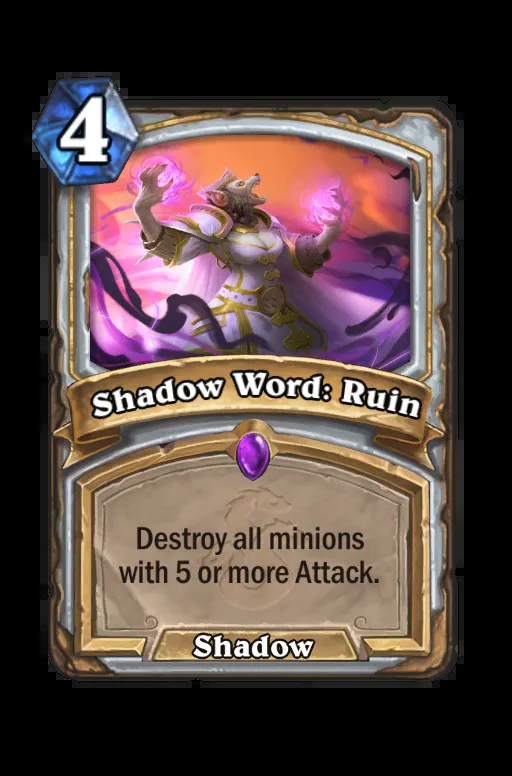 4
Shadow Word: Ruin
Destroy all minions
with 5 or more Attack.
Shadow